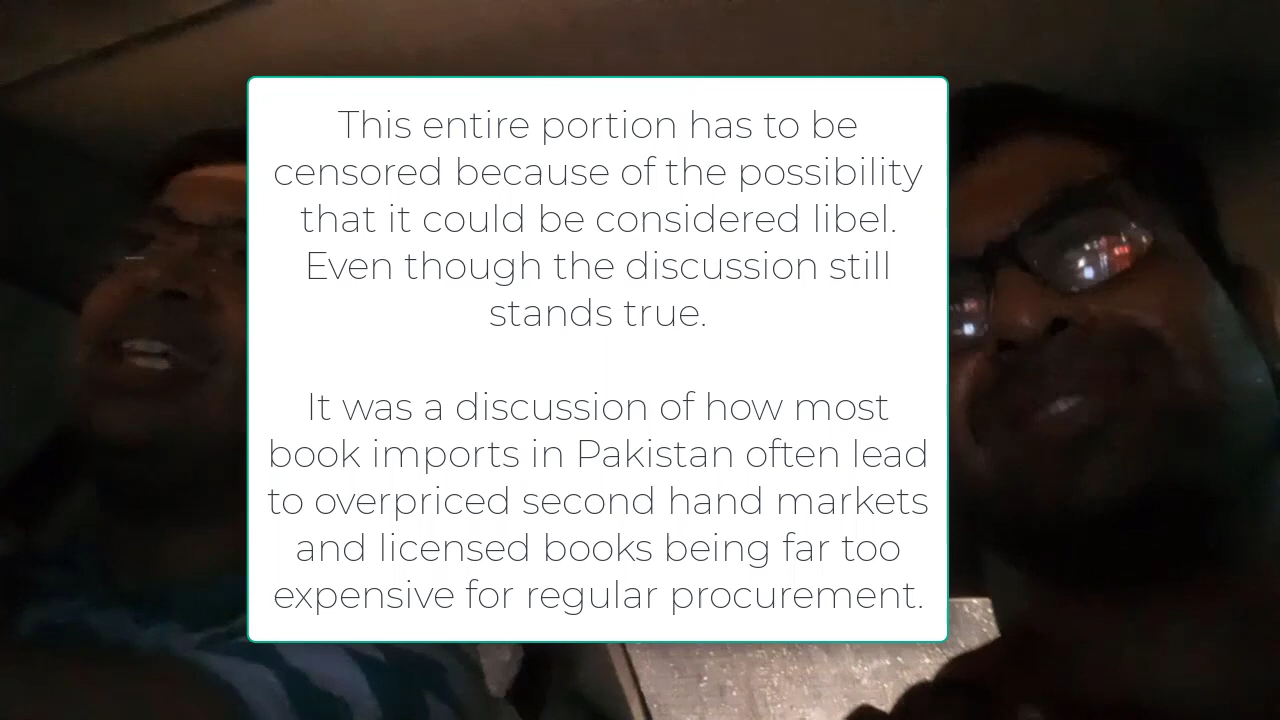 This entire portion has to be
censored because of the possibility
that it could be considered libel.
Even though the discussion still
stands true.
It was a discussion of how most
book imports in Pakistan often lead
to overpriced second hand markets
and licensed books being far too
expensive for regular procurement.